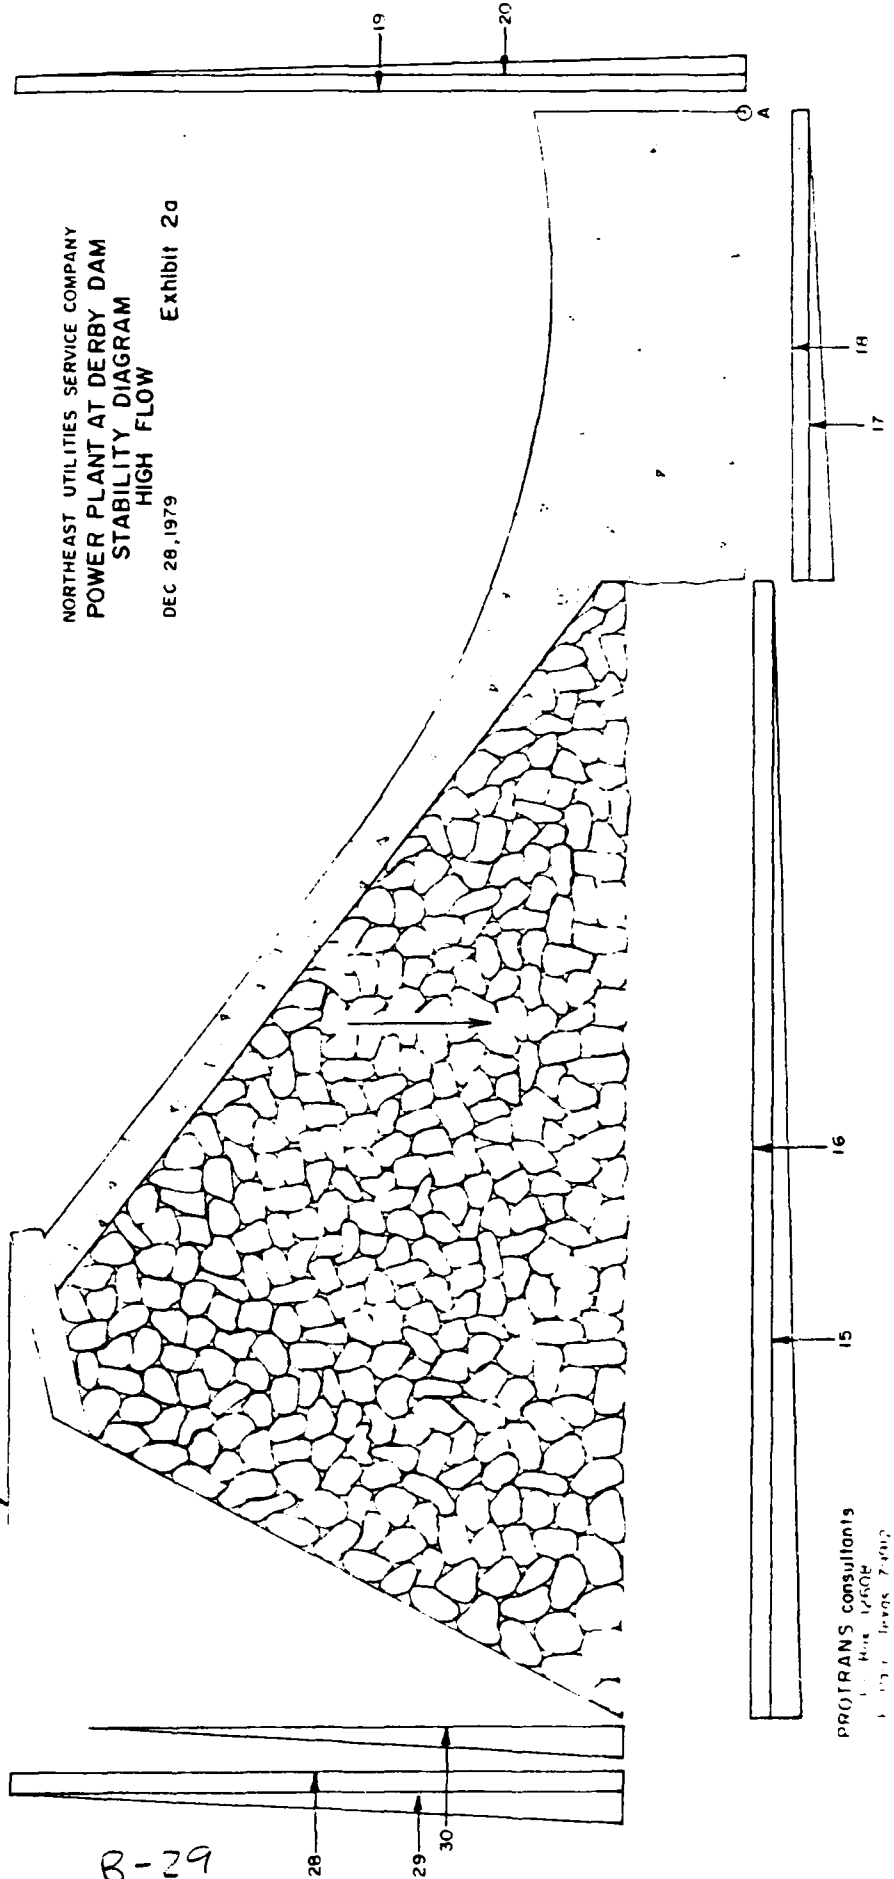 NORTHEAST UTILITIES SERVICE COMPANY
POWER PLANT AT DERBY DAM
STABILITY DIAGRAM
HIGH FLOW
DEC 28, 1979 Exhibit 2a
19
20
A
18
17
16
15
28
29
30
PROTRANS consultants
B-29